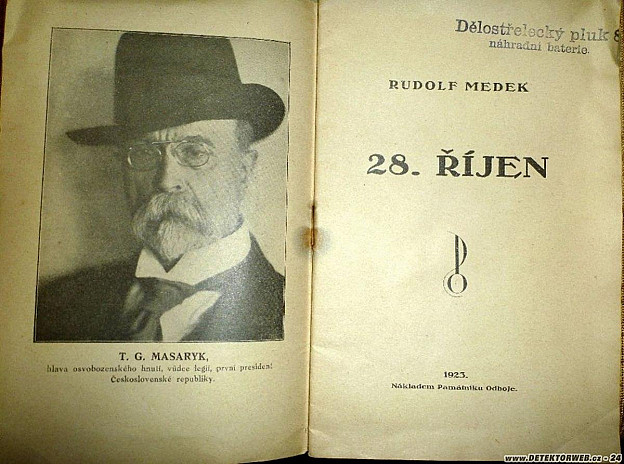 T. G. MASARYK,
hlava osvobozenského hnutí, vůdce legií, první president
Československé republiky.
Dělostřelecký pluk 8
náhradní baterie.
RUDOLF MEDEK
28. ŘÍJEN
1923.
Nákladem Památníku Odboje.
www.DETEKTORWEB.cz - 24